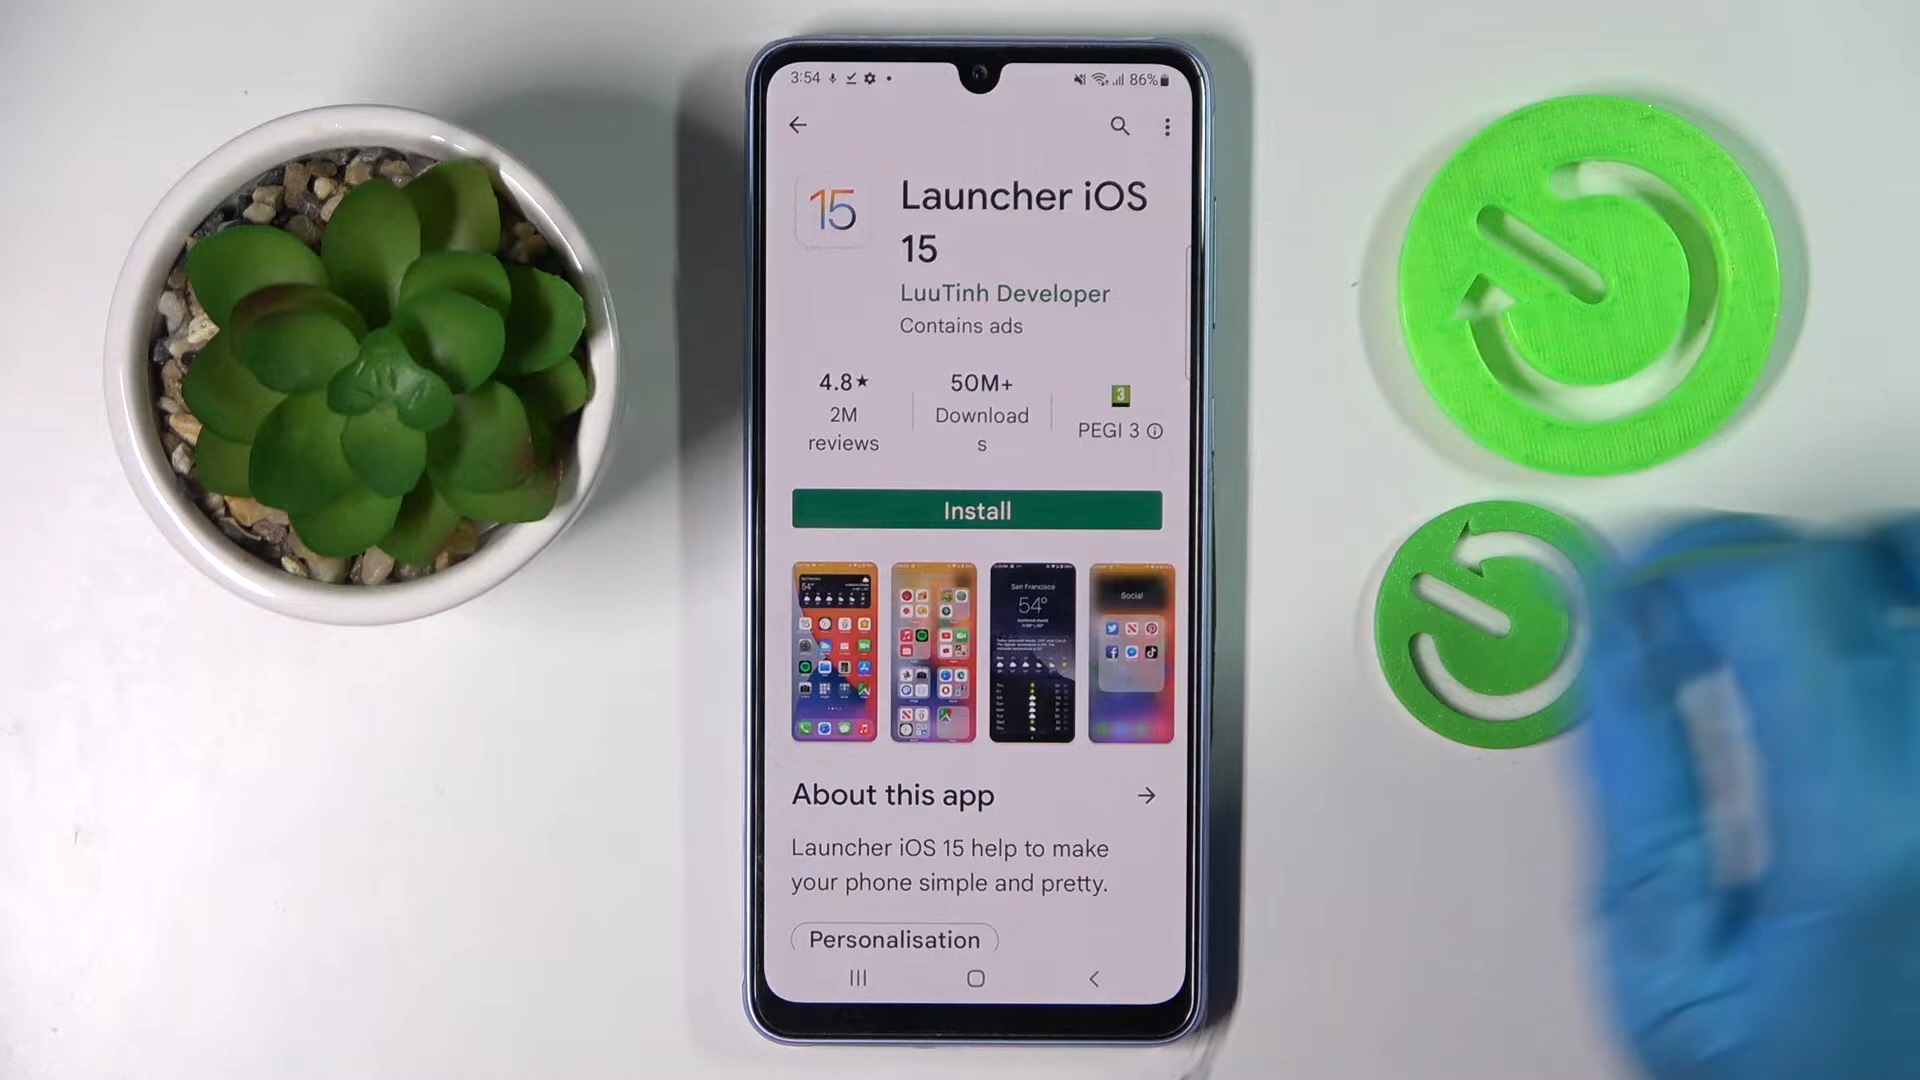 3:54
86%
15
Launcher iOS
15
LuuTinh Developer
Contains ads
4.8★
2M
reviews
50M+
Download
s
3
PEGI 3
Install
San Francisco
54°
Social
About this app
Launcher iOS 15 help to make
your phone simple and pretty.
Personalisation